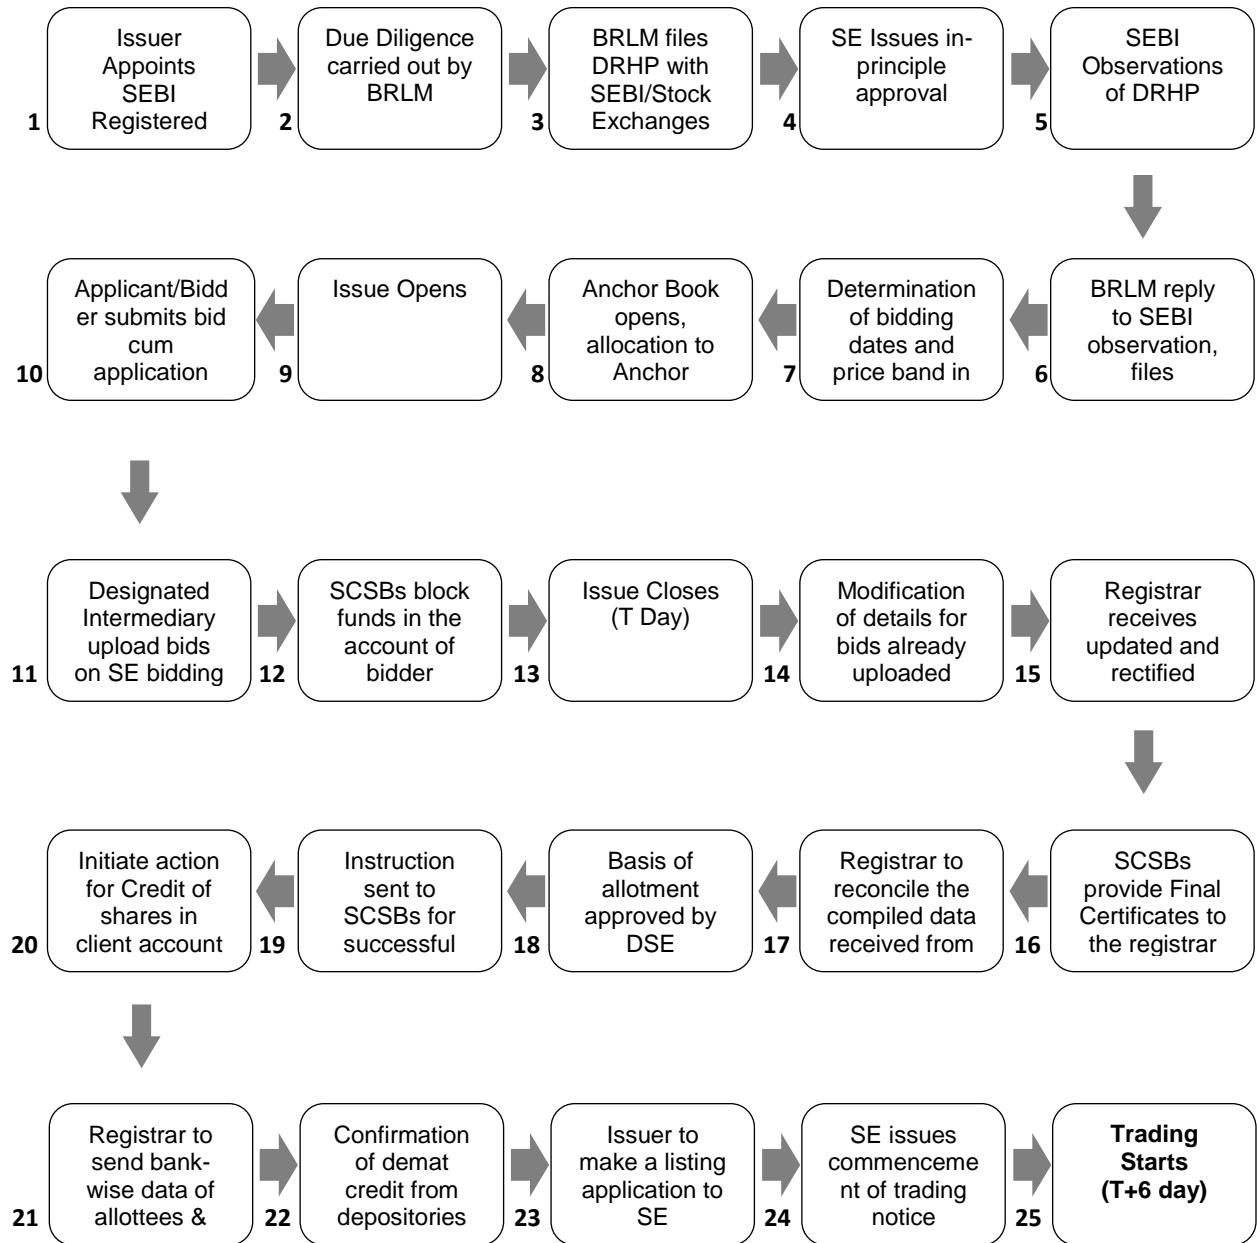 Issuer
Appoints
SEBI
Registered
1
Due Diligence
carried out by
BRLM
2
BRLM files
DRHP with
SEBI/Stock
Exchanges
3
SE Issues in-
principle
approval
4
SEBI
Observations
of DRHP
5
BRLM reply
to SEBI
observation,
files
6
Determination
of bidding
dates and
price band in
7
Anchor Book
opens,
allocation to
Anchor
8
Issue Opens
9
Applicant/Bidd
er submits bid
cum
application
10
Designated
Intermediary
upload bids
on SE bidding
11
SCSBs block
funds in the
account of
bidder
12
Issue Closes
(T Day)
13
Modification
of details for
bids already
uploaded
14
Registrar
receives
updated and
rectified
15
SCSBs
provide Final
Certificates to
the registrar
16
Registrar to
reconcile the
compiled data
received from
17
Basis of
allotment
approved by
DSE
18
Instruction
sent to
SCSBs for
successful
19
Initiate action
for Credit of
shares in
client account
20
Registrar to
send bank-
wise data of
allottees &
21
Confirmation
of demat
credit from
depositories
22
Issuer to
make a listing
application to
SE
23
SE issues
commenceme
nt of trading
notice
24
Trading
Starts
(T+6 day)
25